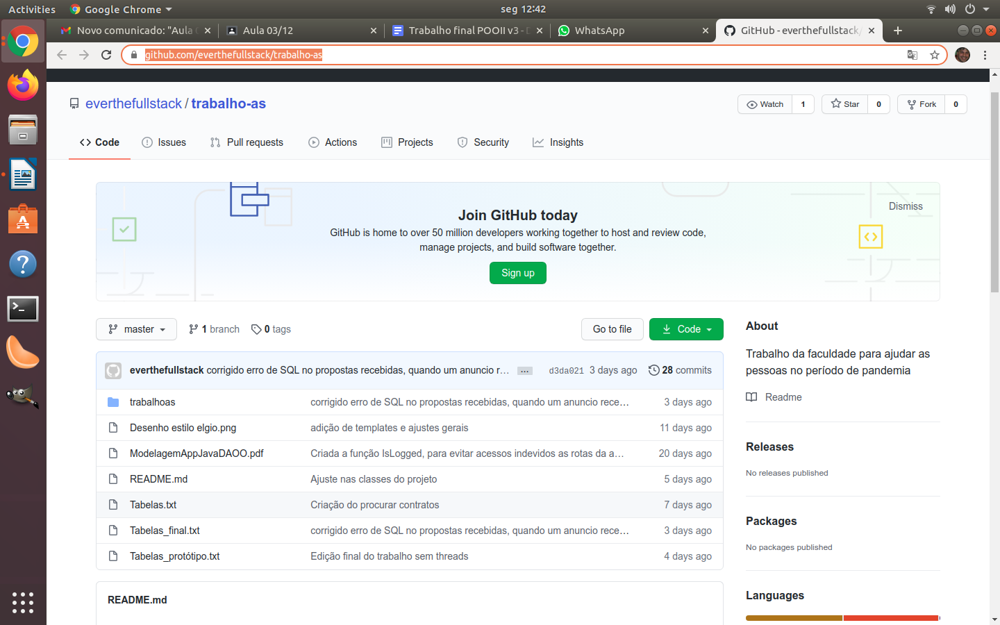 Activities Google Chrome seg 12:42
Novo comunicado: "Aula Aula 03/12 Trabalho final POOII v3 - WhatsApp GitHub - everthefullstack/
github.com/everthefullstack/trabalho-as
everthefullstack / trabalho-as Watch 1 Star 0 Fork 0
Code Issues Pull requests Actions Projects Security Insights
Dismiss
Join GitHub today
GitHub is home to over 50 million developers working together to host and review code,
manage projects, and build software together.
Sign up
master 1 branch 0 tags Go to file Code
everthefullstack corrigido erro de SQL no propostas recebidas, quando um anuncio r… ... d3da021 3 days ago 28 commits
trabalhoas corrigido erro de SQL no propostas recebidas, quando um anuncio rece… 3 days ago
Desenho estilo elgio.png adição de templates e ajustes gerais 11 days ago
ModelagemAppJavaDAOO.pdf Criada a função IsLogged, para evitar acessos indevidos as rotas da a… 20 days ago
README.md Ajuste nas classes do projeto 5 days ago
Tabelas.txt Criação do procurar contratos 7 days ago
Tabelas_final.txt corrigido erro de SQL no propostas recebidas, quando um anuncio rece… 3 days ago
Tabelas_protótipo.txt Edição final do trabalho sem threads 4 days ago
README.md
About
Trabalho da faculdade para ajudar as
pessoas no período de pandemia
Readme
Releases
No releases published
Packages
No packages published
Languages